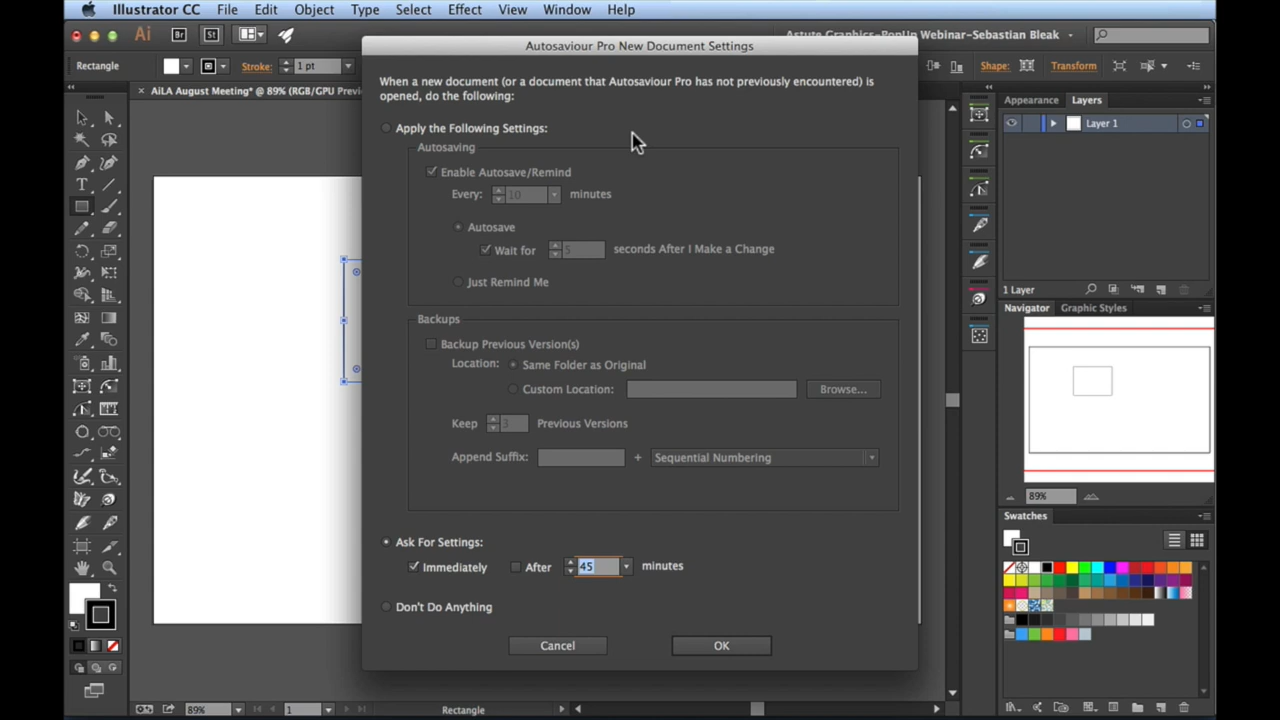 Illustrator CC File Edit Object Type Select Effect View Window Help
Ai Br St Astute Graphics-PopUp Webinar-Sebastian Bleak
Rectangle Stroke: 1 pt Shape: Transform
× AiLA August Meeting* @ 89% (RGB/GPU Previ
Autosaviour Pro New Document Settings
When a new document (or a document that Autosaviour Pro has not previously encountered) is
opened, do the following:
Apply the Following Settings:
Autosaving
Enable Autosave/Remind
Every: 10 minutes
Autosave
Wait for 5 seconds After I Make a Change
Just Remind Me
Backups
Backup Previous Version(s)
Location: Same Folder as Original
Custom Location: Browse...
Keep 3 Previous Versions
Append Suffix: + Sequential Numbering
Ask For Settings:
Immediately After 45 minutes
Don't Do Anything
Cancel OK
Appearance Layers
Layer 1
1 Layer
Navigator Graphic Styles
89%
Swatches
89% 1 Rectangle